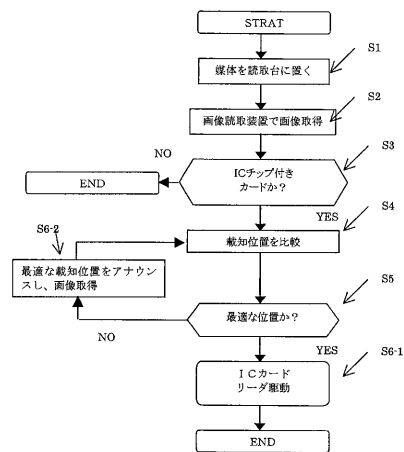 STRAT
S1
媒体を読取台に置く
S2
画像読取装置で画像取得
S3
NO
ICチップ付き
カードか？
END
YES
S4
S6-2
載知位置を比較
最適な載知位置をアナウン
スし、画像取得
S5
最適な位置か？
NO
YES
S6-1
ＩＣカード
リーダ駆動
END